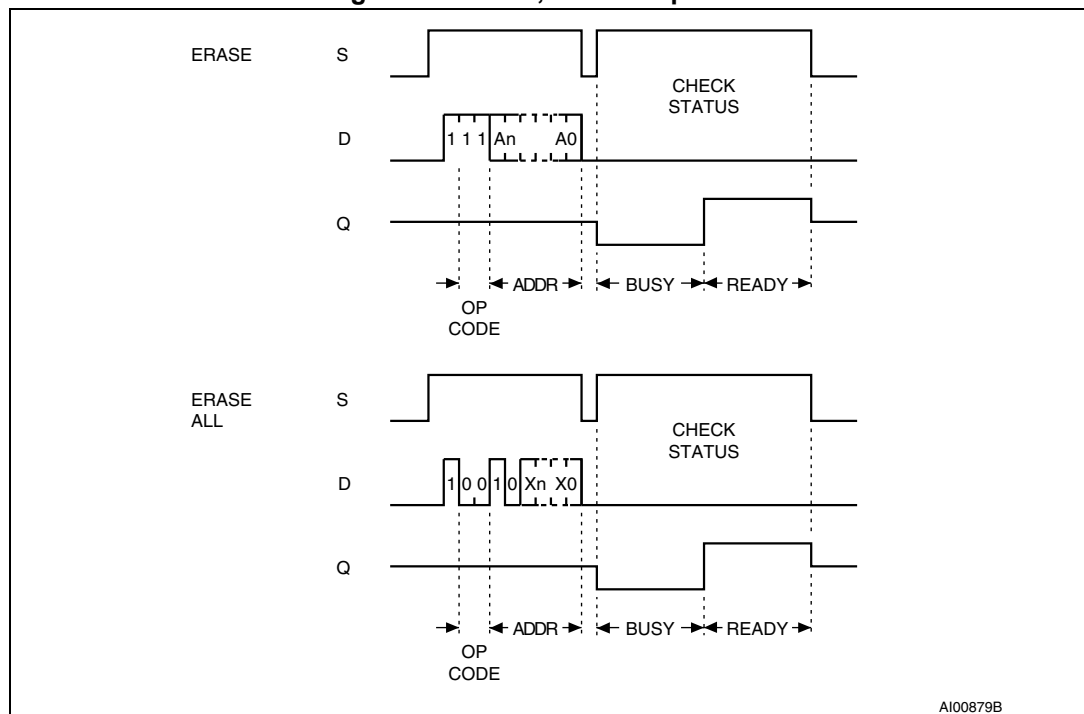 ERASE S
CHECK
STATUS
D
1 1 1 An A0
Q
ADDR BUSY READY
OP
CODE
ERASE
ALL S
CHECK
STATUS
D
1 0 0 1 0 Xn X0
Q
ADDR BUSY READY
OP
CODE
AI00879B